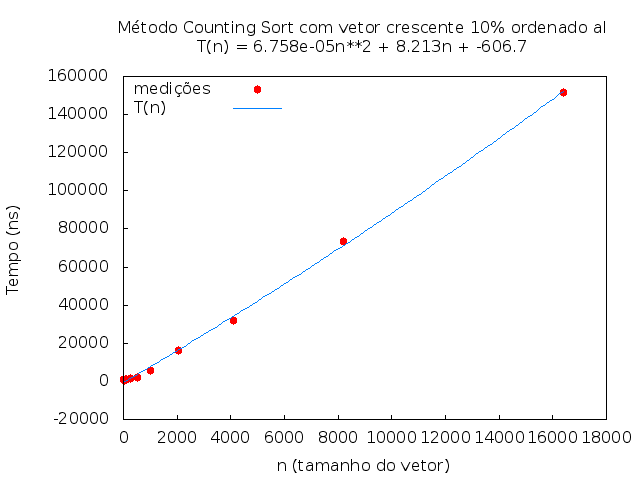 Método Counting Sort com vetor crescente 10% ordenado al
T(n) = 6.758e-05n**2 + 8.213n + -606.7
160000
140000
120000
100000
80000
60000
40000
20000
0
-20000
medições
T(n)
Tempo (ns)
0 2000 4000 6000 8000 10000 12000 14000 16000 18000
n (tamanho do vetor)